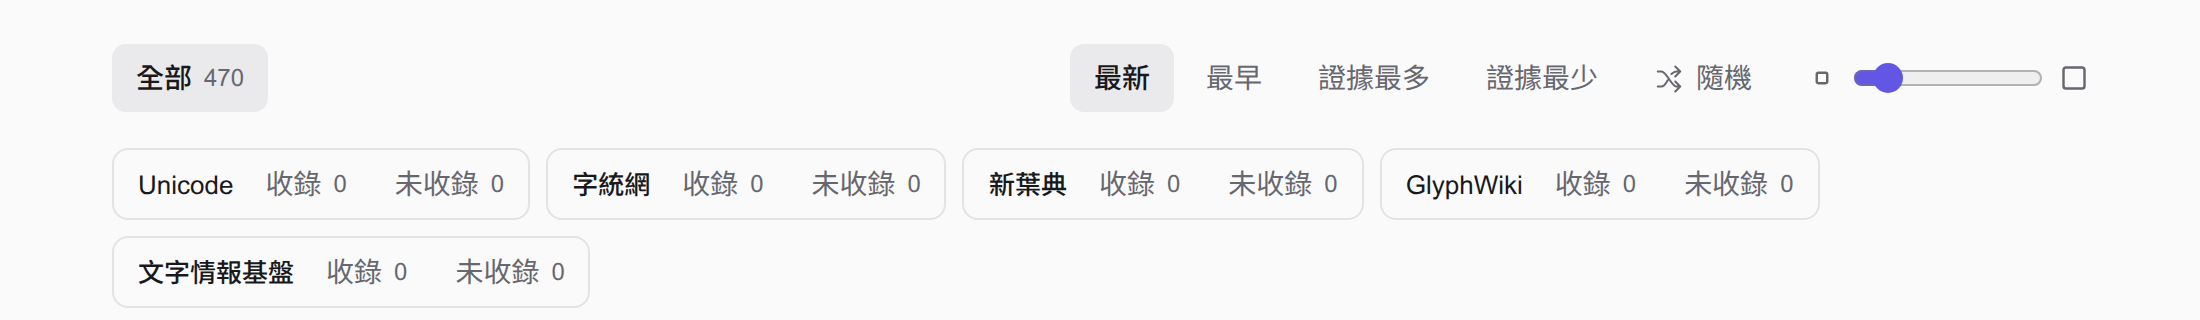 全部 470 最新 最早 證據最多 證據最少 隨機
Unicode 收錄 0 未收錄 0 字統網 收錄 0 未收錄 0 新葉典 收錄 0 未收錄 0 GlyphWiki 收錄 0 未收錄 0
文字情報基盤 收錄 0 未收錄 0